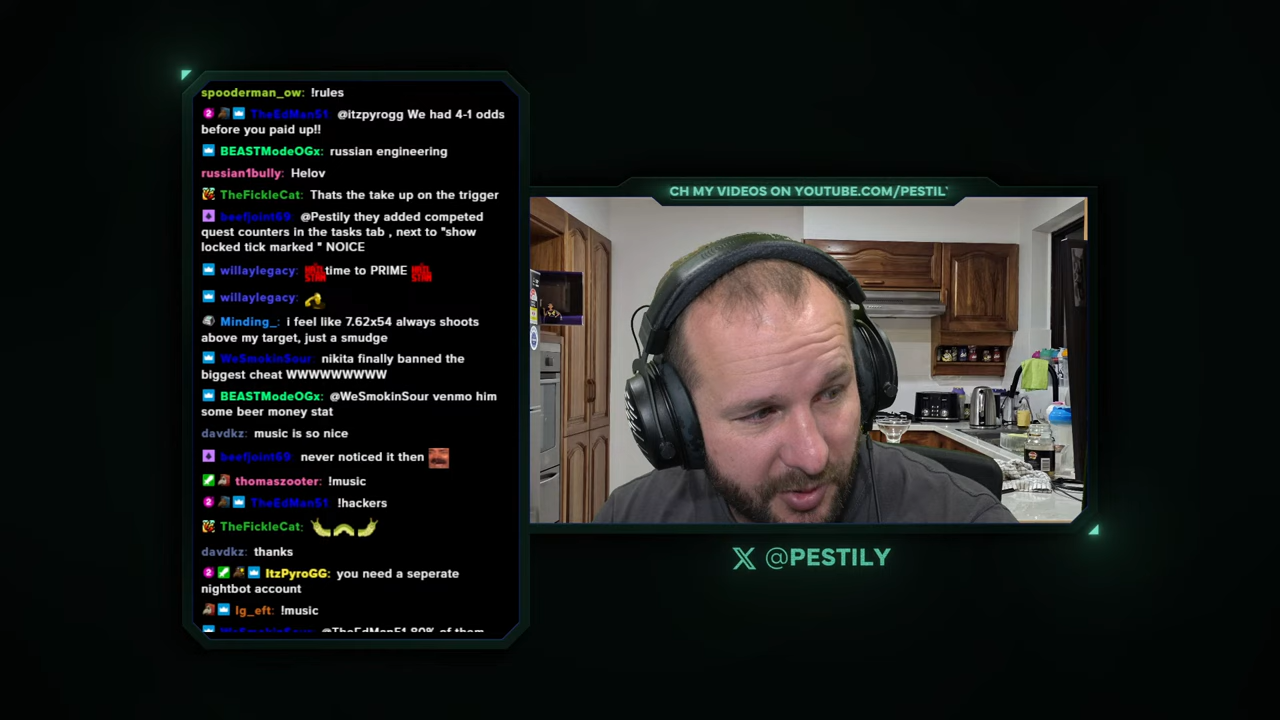 spooderman_ow: !rules
TheEdMan51 @itzpyrogg We had 4-1 odds
before you paid up!!
BEASTModeOGx: russian engineering
russian1bully: Helov
TheFickleCat: Thats the take up on the trigger
beefjoint69: @Pestily they added competed
quest counters in the tasks tab , next to "show
locked tick marked " NOICE
willaylegacy: time to PRIME
willaylegacy:
Minding_: i feel like 7.62x54 always shoots
above my target, just a smudge
WeSmokinSour: nikita finally banned the
biggest cheat WWWWWWWWW
BEASTModeOGx: @WeSmokinSour venmo him
some beer money stat
davdkz: music is so nice
beefjoint69: never noticed it then
thomaszooter: !music
TheEdMan51 !hackers
TheFickleCat:
davdkz: thanks
ItzPyroGG: you need a seperate
nightbot account
lg_eft: !music
WeSmokinSour: @TheEdMan51 80% of them
CH MY VIDEOS ON YOUTUBE.COM/PESTIL
X @PESTILY